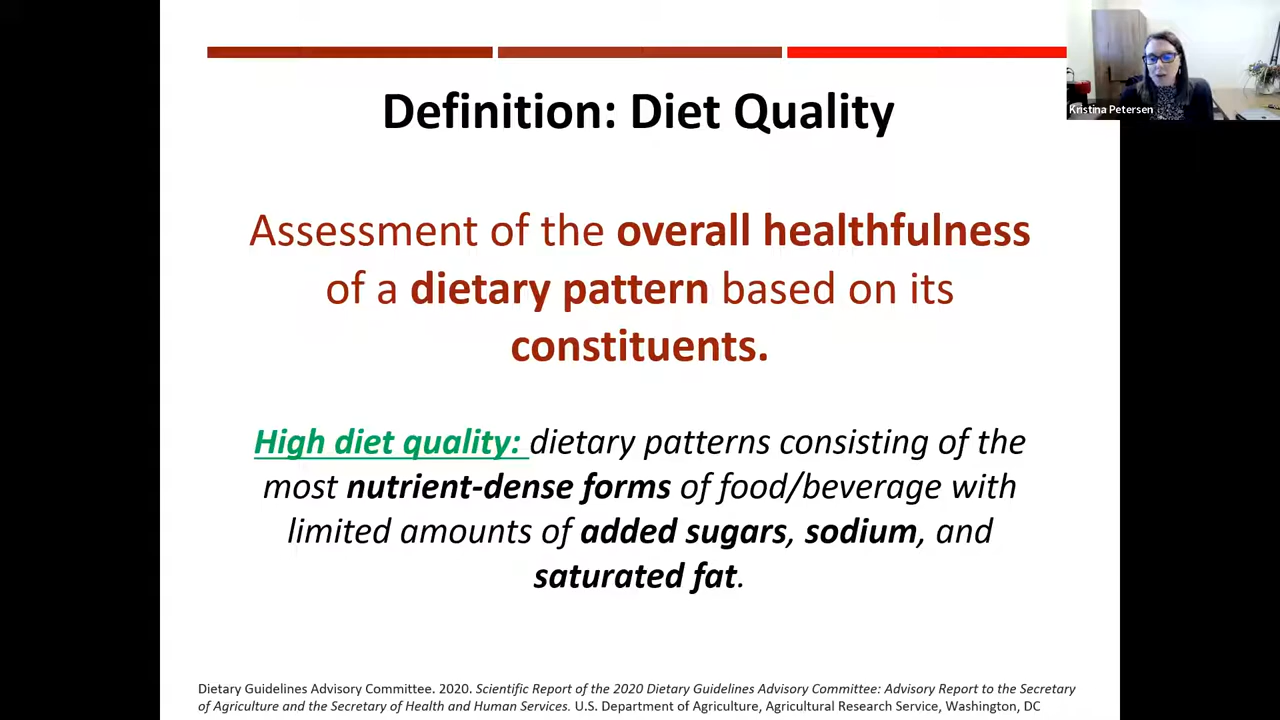 Definition: Diet Quality
Kristina Petersen
Assessment of the overall healthfulness
of a dietary pattern based on its
constituents.
High diet quality: dietary patterns consisting of the
most nutrient-dense forms of food/beverage with
limited amounts of added sugars, sodium, and
saturated fat.
Dietary Guidelines Advisory Committee. 2020. Scientific Report of the 2020 Dietary Guidelines Advisory Committee: Advisory Report to the Secretary
of Agriculture and the Secretary of Health and Human Services. U.S. Department of Agriculture, Agricultural Research Service, Washington, DC